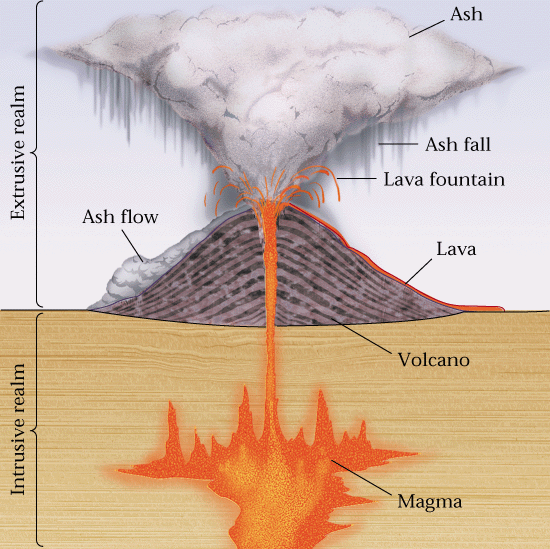 Ash
Extrusive realm
Ash fall
Lava fountain
Ash flow
Lava
Volcano
Intrusive realm
Magma